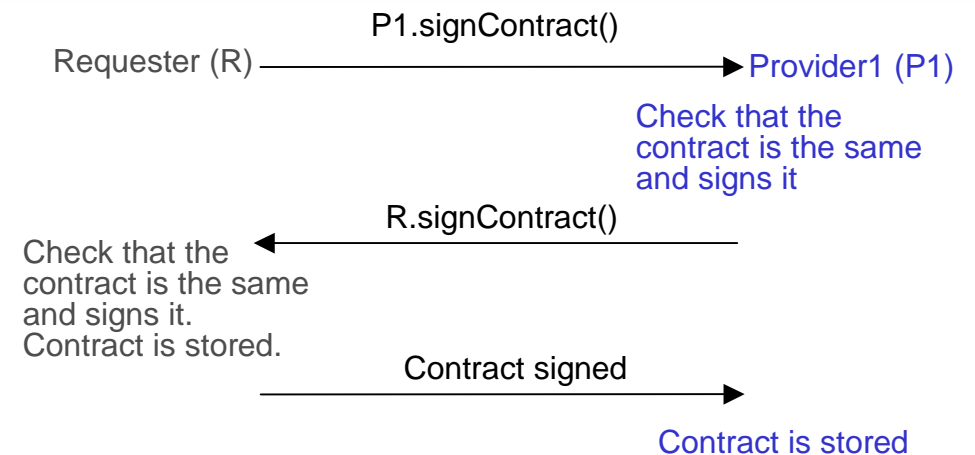 P1.signContract()
Requester (R)
Provider1 (P1)
Check that the
contract is the same
and signs it
R.signContract()
Check that the
contract is the same
and signs it.
Contract is stored.
Contract signed
Contract is stored